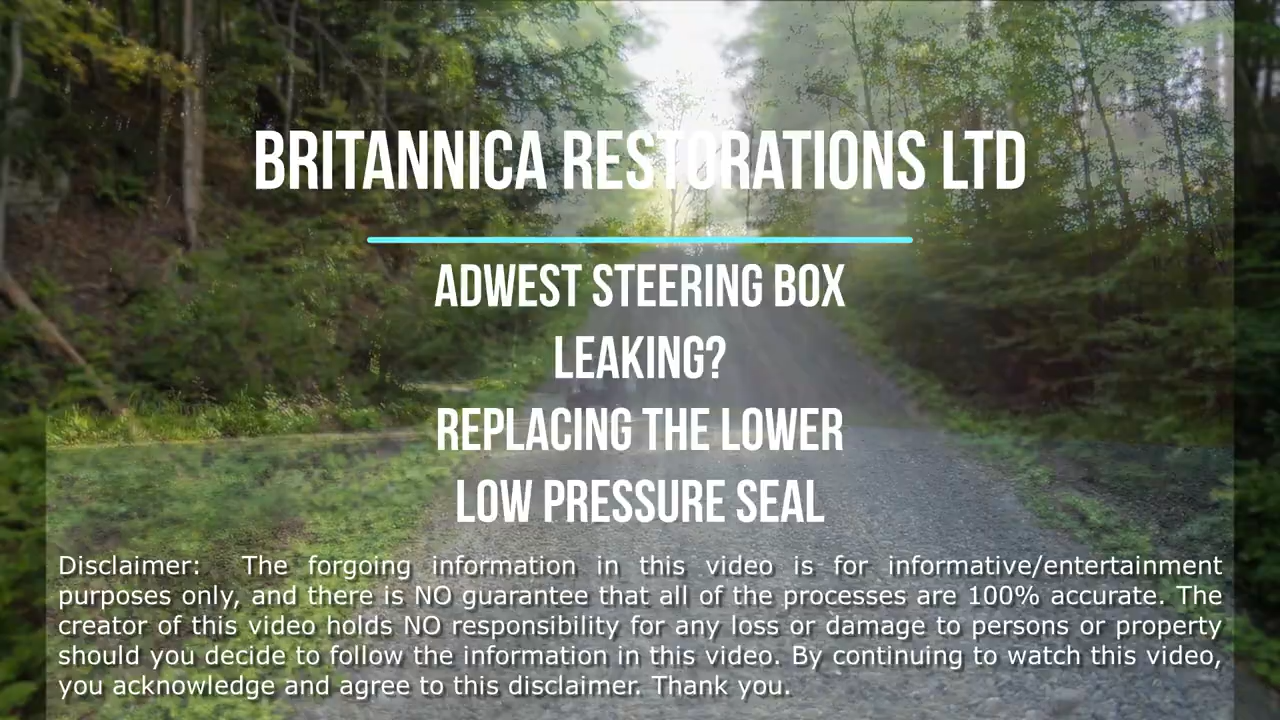 BRITANNICA RESTORATIONS LTD
ADWEST STEERING BOX
LEAKING?
REPLACING THE LOWER
LOW PRESSURE SEAL
Disclaimer: The forgoing information in this video is for informative/entertainment
purposes only, and there is NO guarantee that all of the processes are 100% accurate. The
creator of this video holds NO responsibility for any loss or damage to persons or property
should you decide to follow the information in this video. By continuing to watch this video,
you acknowledge and agree to this disclaimer. Thank you.